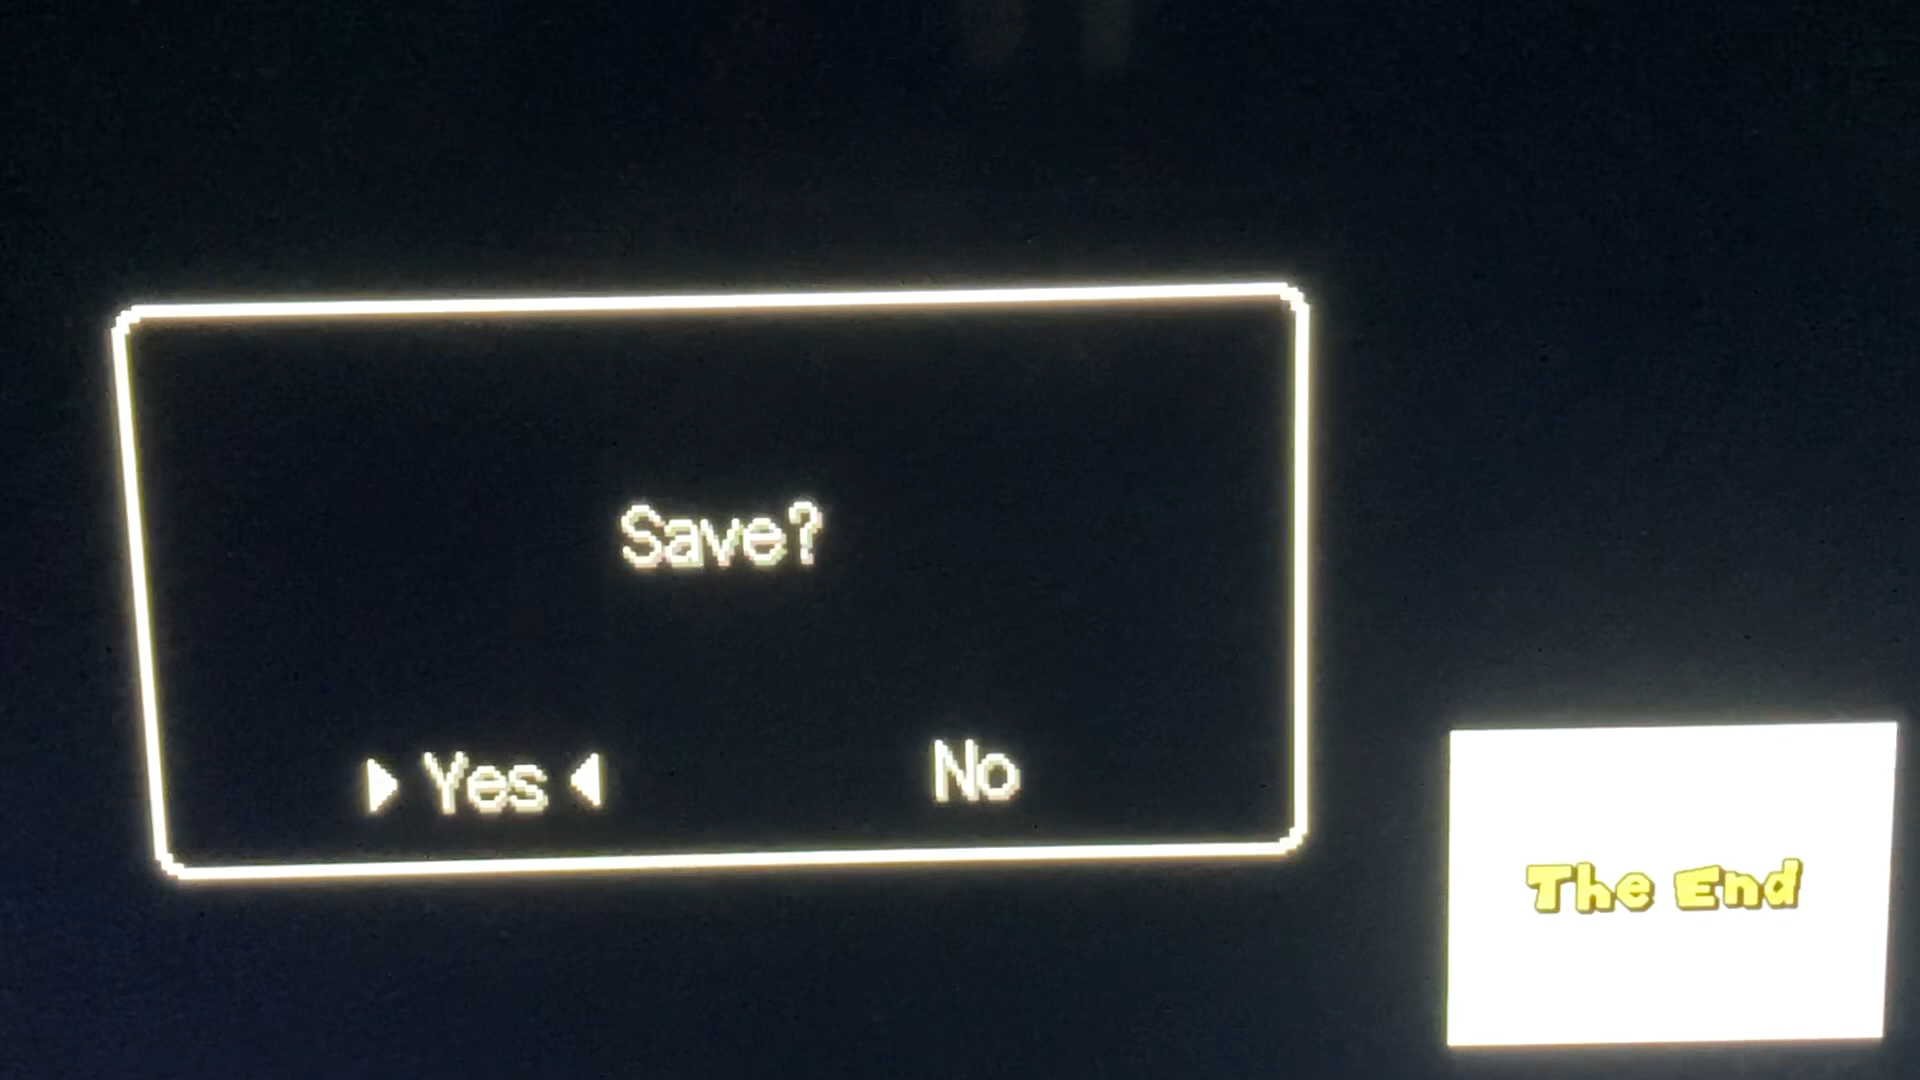 Save?
Yes No
The End